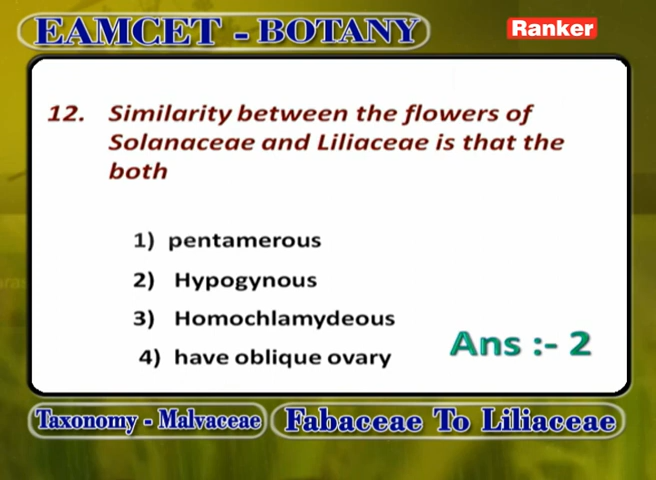 EAMCET - BOTANY
Ranker
12. Similarity between the flowers of
Solanaceae and Liliaceae is that the
both
1) pentamerous
2) Hypogynous
3) Homochlamydeous
4) have oblique ovary
Ans :- 2
Taxonomy - Malvaceae
Fabaceae To Liliaceae